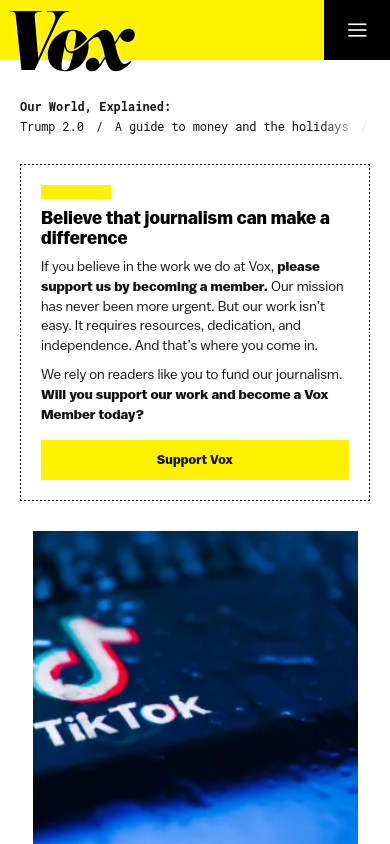 Vox
Our World, Explained:
Trump 2.0 / A guide to money and the holidays /
Believe that journalism can make a
difference
If you believe in the work we do at Vox, please
support us by becoming a member. Our mission
has never been more urgent. But our work isn't
easy. It requires resources, dedication, and
independence. And that's where you come in.
We rely on readers like you to fund our journalism.
Will you support our work and become a Vox
Member today?
Support Vox
TikTok